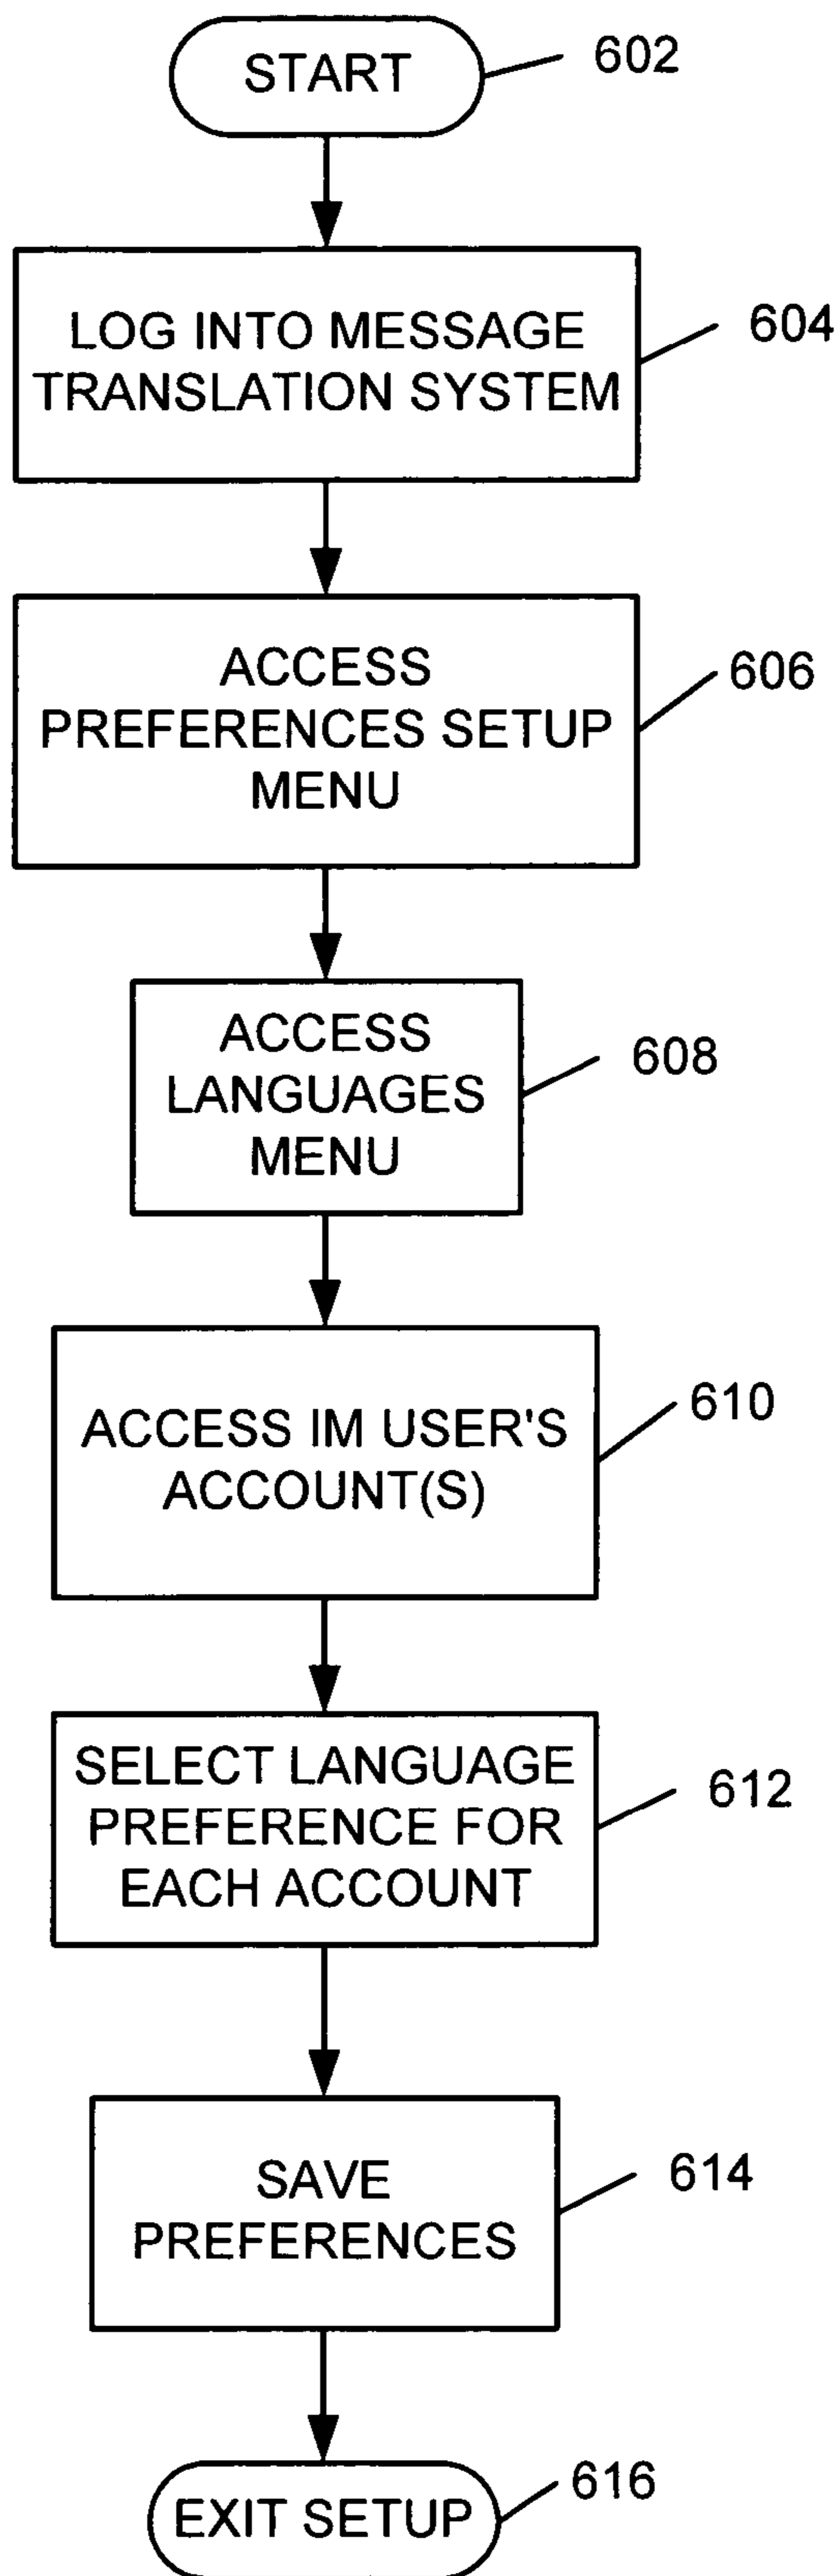 START
602
LOG INTO MESSAGE
TRANSLATION SYSTEM
604
ACCESS
PREFERENCES SETUP
MENU
606
ACCESS
LANGUAGES
MENU
608
ACCESS IM USER'S
ACCOUNT(S)
610
SELECT LANGUAGE
PREFERENCE FOR
EACH ACCOUNT
612
SAVE
PREFERENCES
614
EXIT SETUP
616